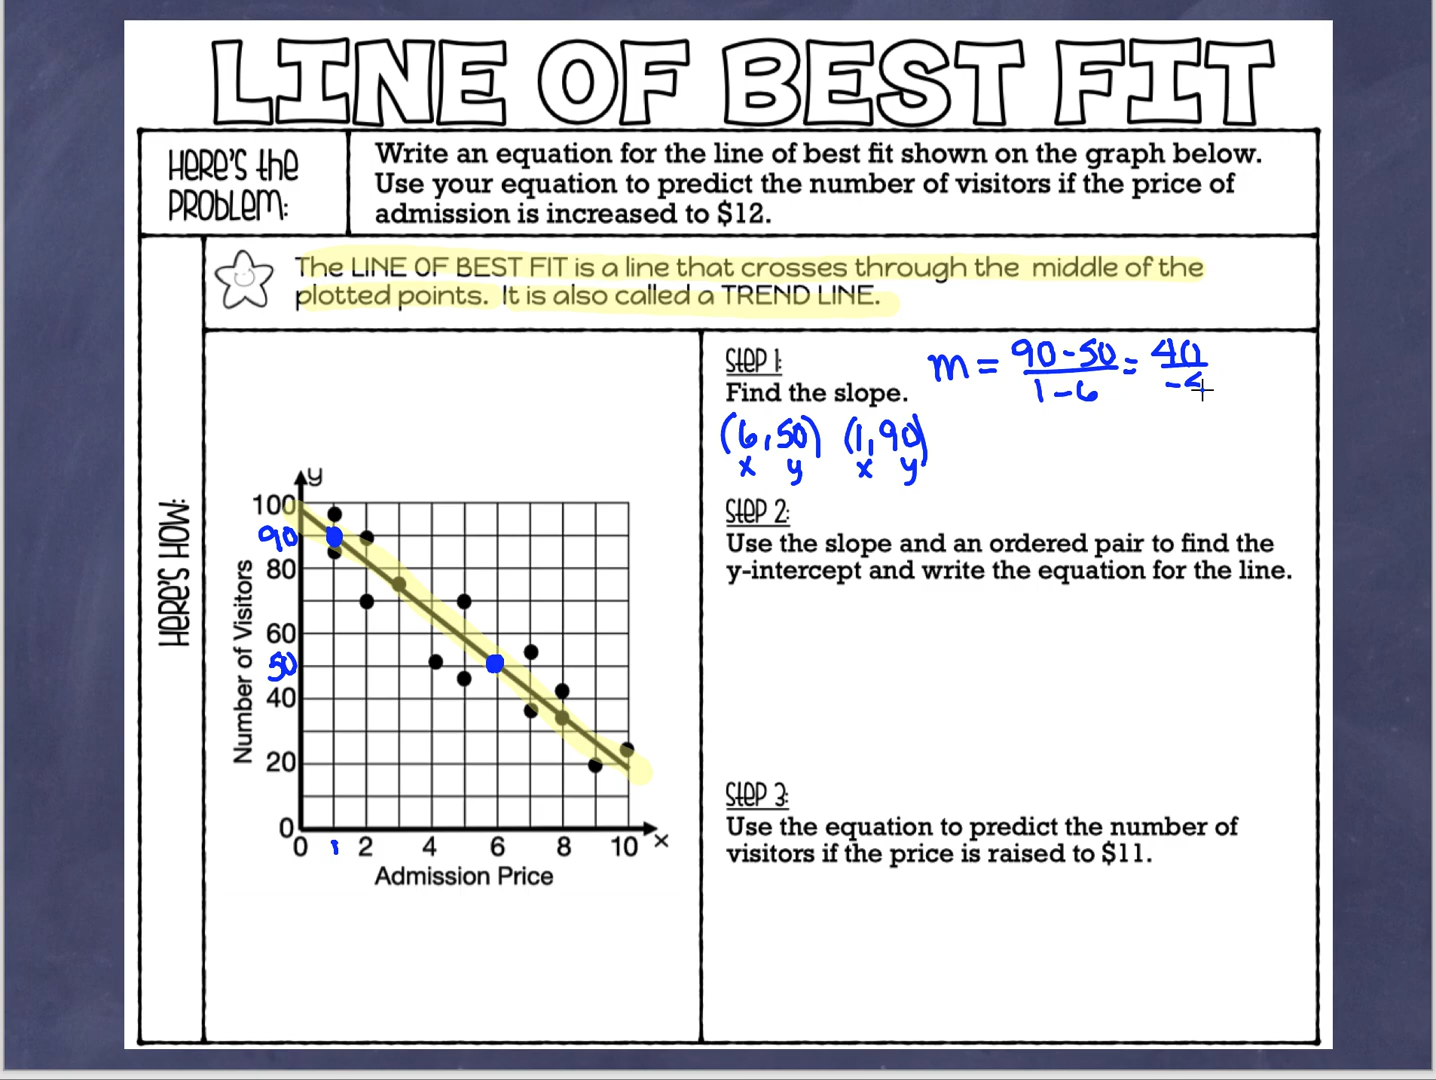 LINE OF BEST FIT
HERE'S the PROBLEM:
Write an equation for the line of best fit shown on the graph below.
Use your equation to predict the number of visitors if the price of
admission is increased to $12.
The LINE OF BEST FIT is a line that crosses through the middle of the
plotted points. It is also called a TREND LINE.
HERE'S HOW:
y
100
90
80
60
50
40
20
0
Number of Visitors
0 1 2 4 6 8 10 x
Admission Price
Step 1:
Find the slope.
m = 90-50 = 40
1-6
(6, 50) (1, 90)
x y x y
Step 2:
Use the slope and an ordered pair to find the
y-intercept and write the equation for the line.
Step 3:
Use the equation to predict the number of
visitors if the price is raised to $11.